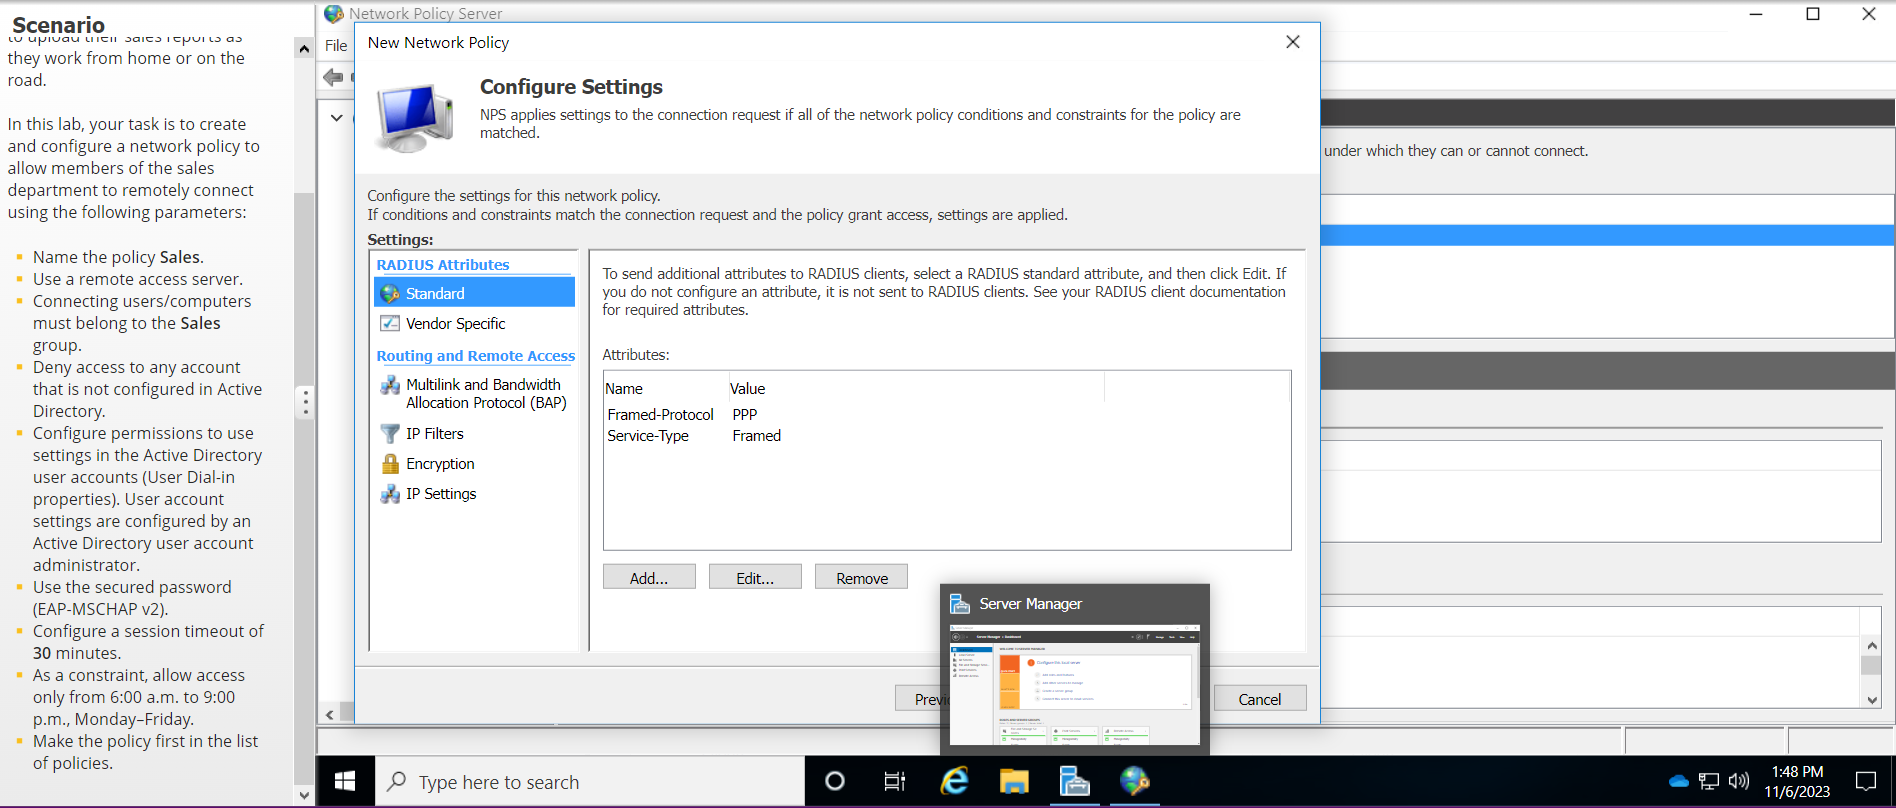 Scenario
to upload their sales reports as
they work from home or on the
road.
In this lab, your task is to create
and configure a network policy to
allow members of the sales
department to remotely connect
using the following parameters:
Name the policy Sales.
Use a remote access server.
Connecting users/computers
must belong to the Sales
group.
Deny access to any account
that is not configured in Active
Directory.
Configure permissions to use
settings in the Active Directory
user accounts (User Dial-in
properties). User account
settings are configured by an
Active Directory user account
administrator.
Use the secured password
(EAP-MSCHAP v2).
Configure a session timeout of
30 minutes.
As a constraint, allow access
only from 6:00 a.m. to 9:00
p.m., Monday–Friday.
Make the policy first in the list
of policies.
Network Policy Server
File
New Network Policy
Configure Settings
NPS applies settings to the connection request if all of the network policy conditions and constraints for the policy are
matched.
under which they can or cannot connect.
Configure the settings for this network policy.
If conditions and constraints match the connection request and the policy grant access, settings are applied.
Settings:
RADIUS Attributes
Standard
Vendor Specific
Routing and Remote Access
Multilink and Bandwidth
Allocation Protocol (BAP)
IP Filters
Encryption
IP Settings
To send additional attributes to RADIUS clients, select a RADIUS standard attribute, and then click Edit. If
you do not configure an attribute, it is not sent to RADIUS clients. See your RADIUS client documentation
for required attributes.
Attributes:
Name Value
Framed-Protocol PPP
Service-Type Framed
Add... Edit... Remove
Server Manager
Previ
Cancel
Type here to search
1:48 PM
11/6/2023